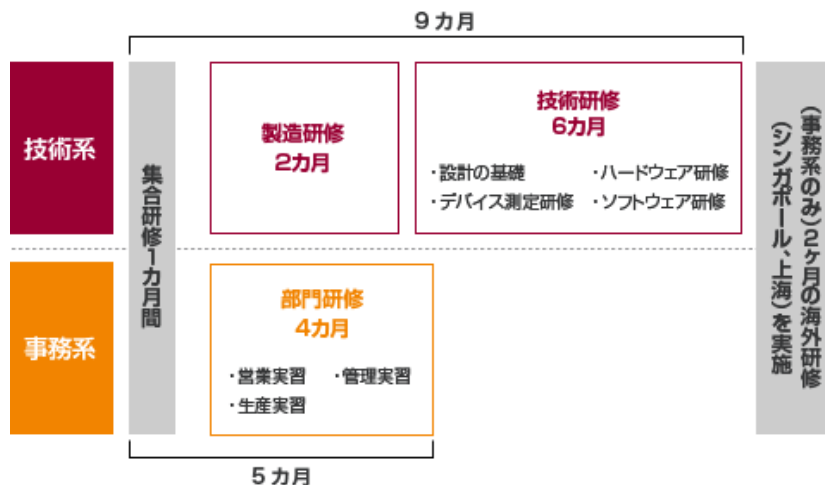 9カ月
技術系
集合研修1カ月間
製造研修
2カ月
技術研修
6カ月
・設計の基礎
・ハードウェア研修
・デバイス測定研修
・ソフトウェア研修
(事務系のみ)2ヶ月の海外研修
(シンガポール、上海)を実施
事務系
部門研修
4カ月
・営業実習
・管理実習
・生産実習
5カ月